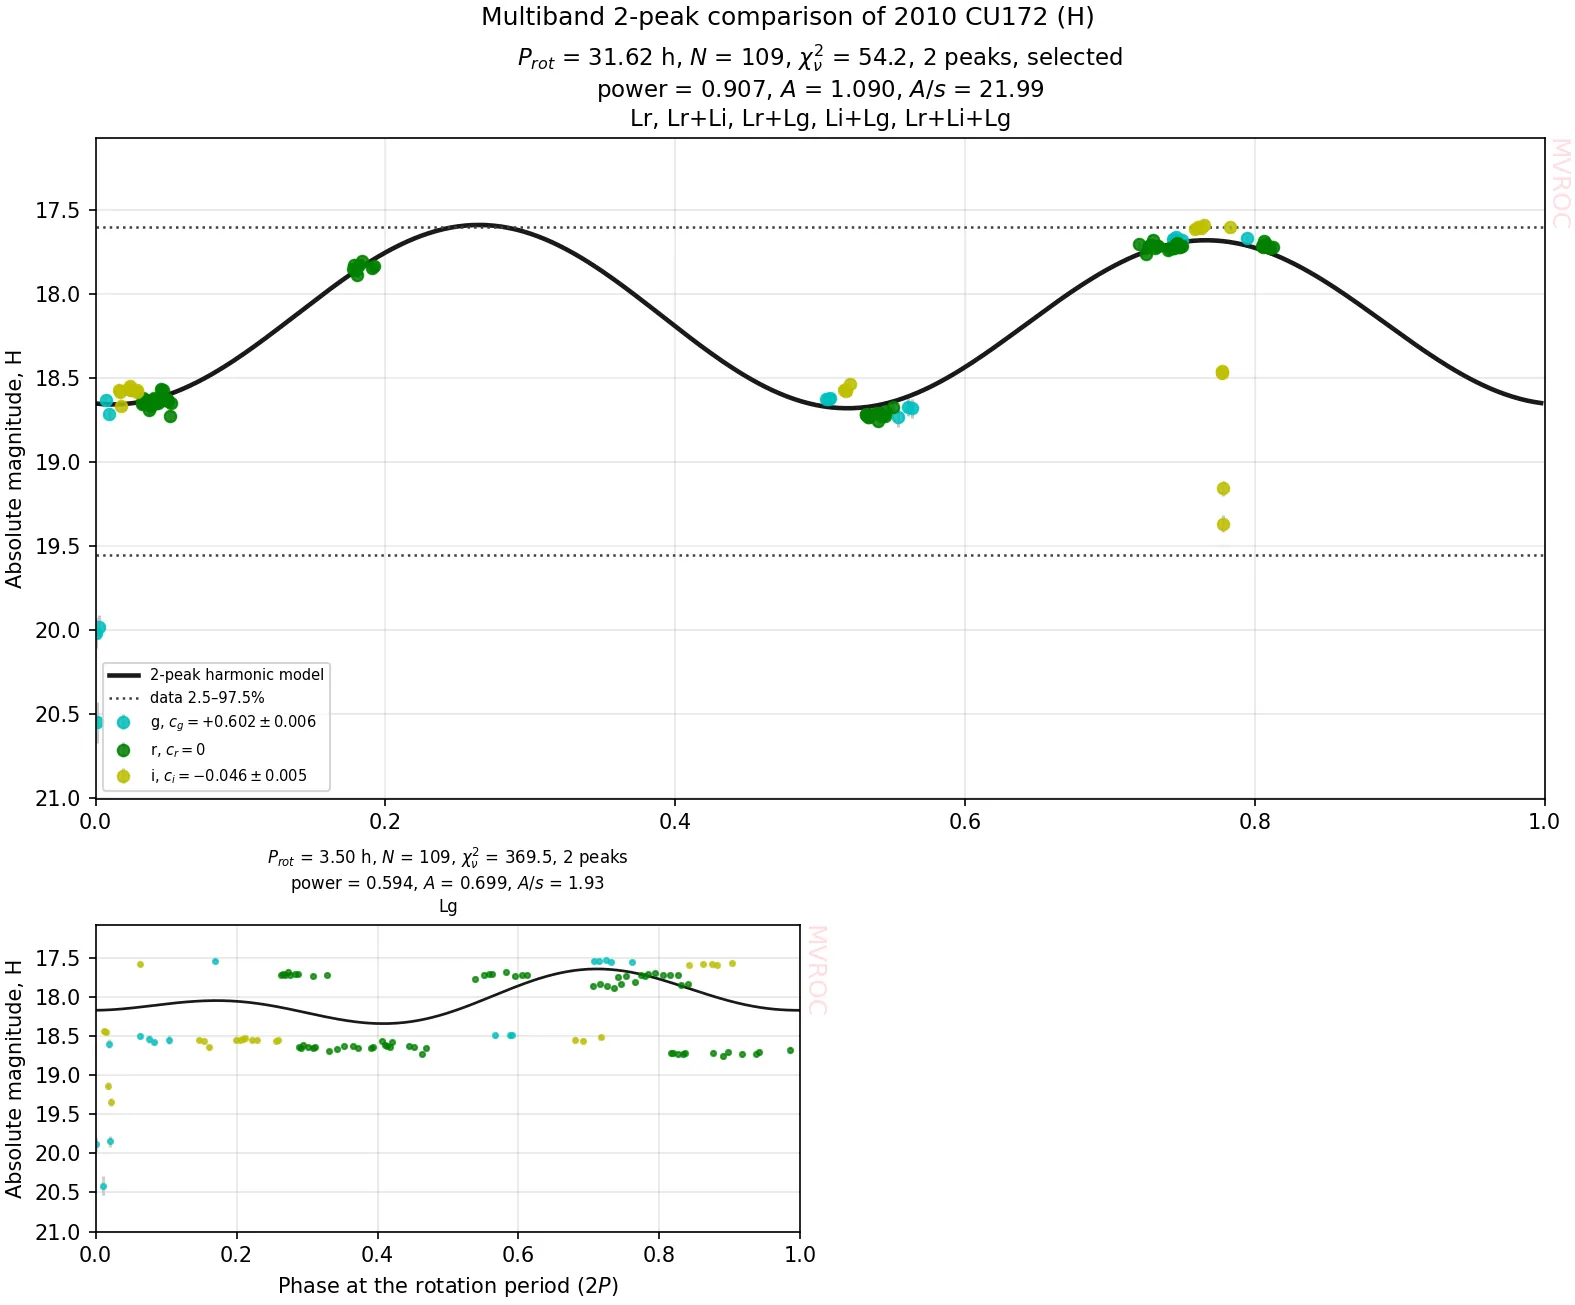 Multiband 2-peak comparison of 2010 CU172 (H)
P_rot = 31.62 h, N = 109, χ²_ν = 54.2, 2 peaks, selected
power = 0.907, A = 1.090, A/s = 21.99
Lr, Lr+Li, Lr+Lg, Li+Lg, Lr+Li+Lg
MVROC
Absolute magnitude, H
17.5
18.0
18.5
19.0
19.5
20.0
20.5
21.0
2-peak harmonic model
data 2.5–97.5%
g, c_g = +0.602 ± 0.006
r, c_r = 0
i, c_i = −0.046 ± 0.005
0.0 0.2 0.4 0.6 0.8 1.0
P_rot = 3.50 h, N = 109, χ²_ν = 369.5, 2 peaks
power = 0.594, A = 0.699, A/s = 1.93
Lg
MVROC
Absolute magnitude, H
17.5
18.0
18.5
19.0
19.5
20.0
20.5
21.0
0.0 0.2 0.4 0.6 0.8 1.0
Phase at the rotation period (2P)